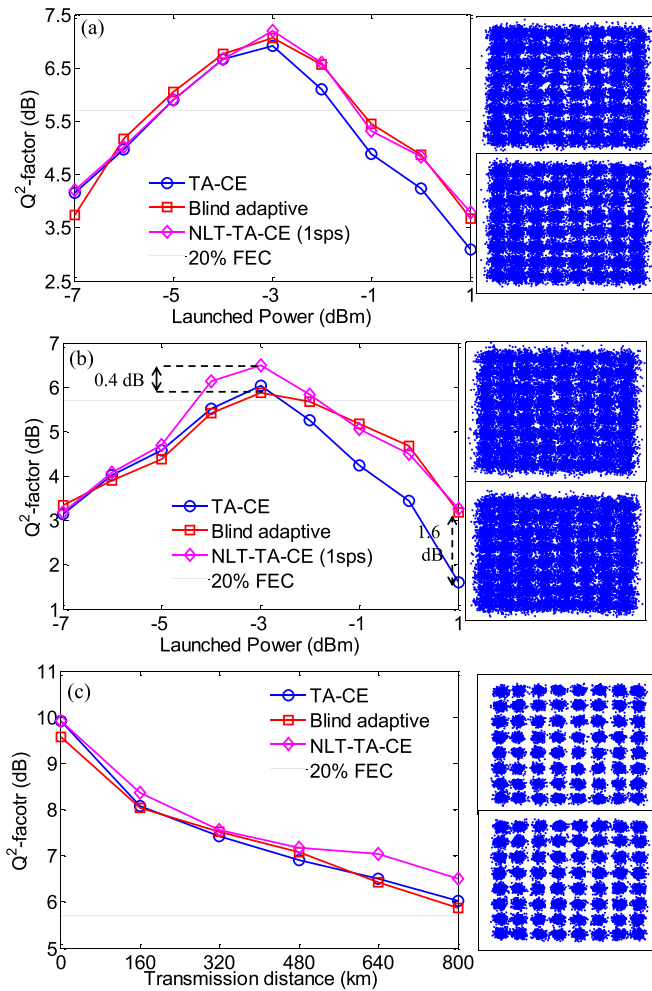 (a)
Q²-factor (dB)
7.5
6.5
5.5
4.5
3.5
2.5
TA-CE
Blind adaptive
NLT-TA-CE (1sps)
20% FEC
-7 -5 -3 -1 1
Launched Power (dBm)
(b)
Q²-factor (dB)
7
6
5
4
3
2
1
0.4 dB
1.6
dB
TA-CE
Blind adaptive
NLT-TA-CE (1sps)
20% FEC
-7 -5 -3 -1 1
Launched Power (dBm)
(c)
Q²-facotr (dB)
11
10
9
8
7
6
5
TA-CE
Blind adaptive
NLT-TA-CE
20% FEC
0 160 320 480 640 800
Transmission distance (km)